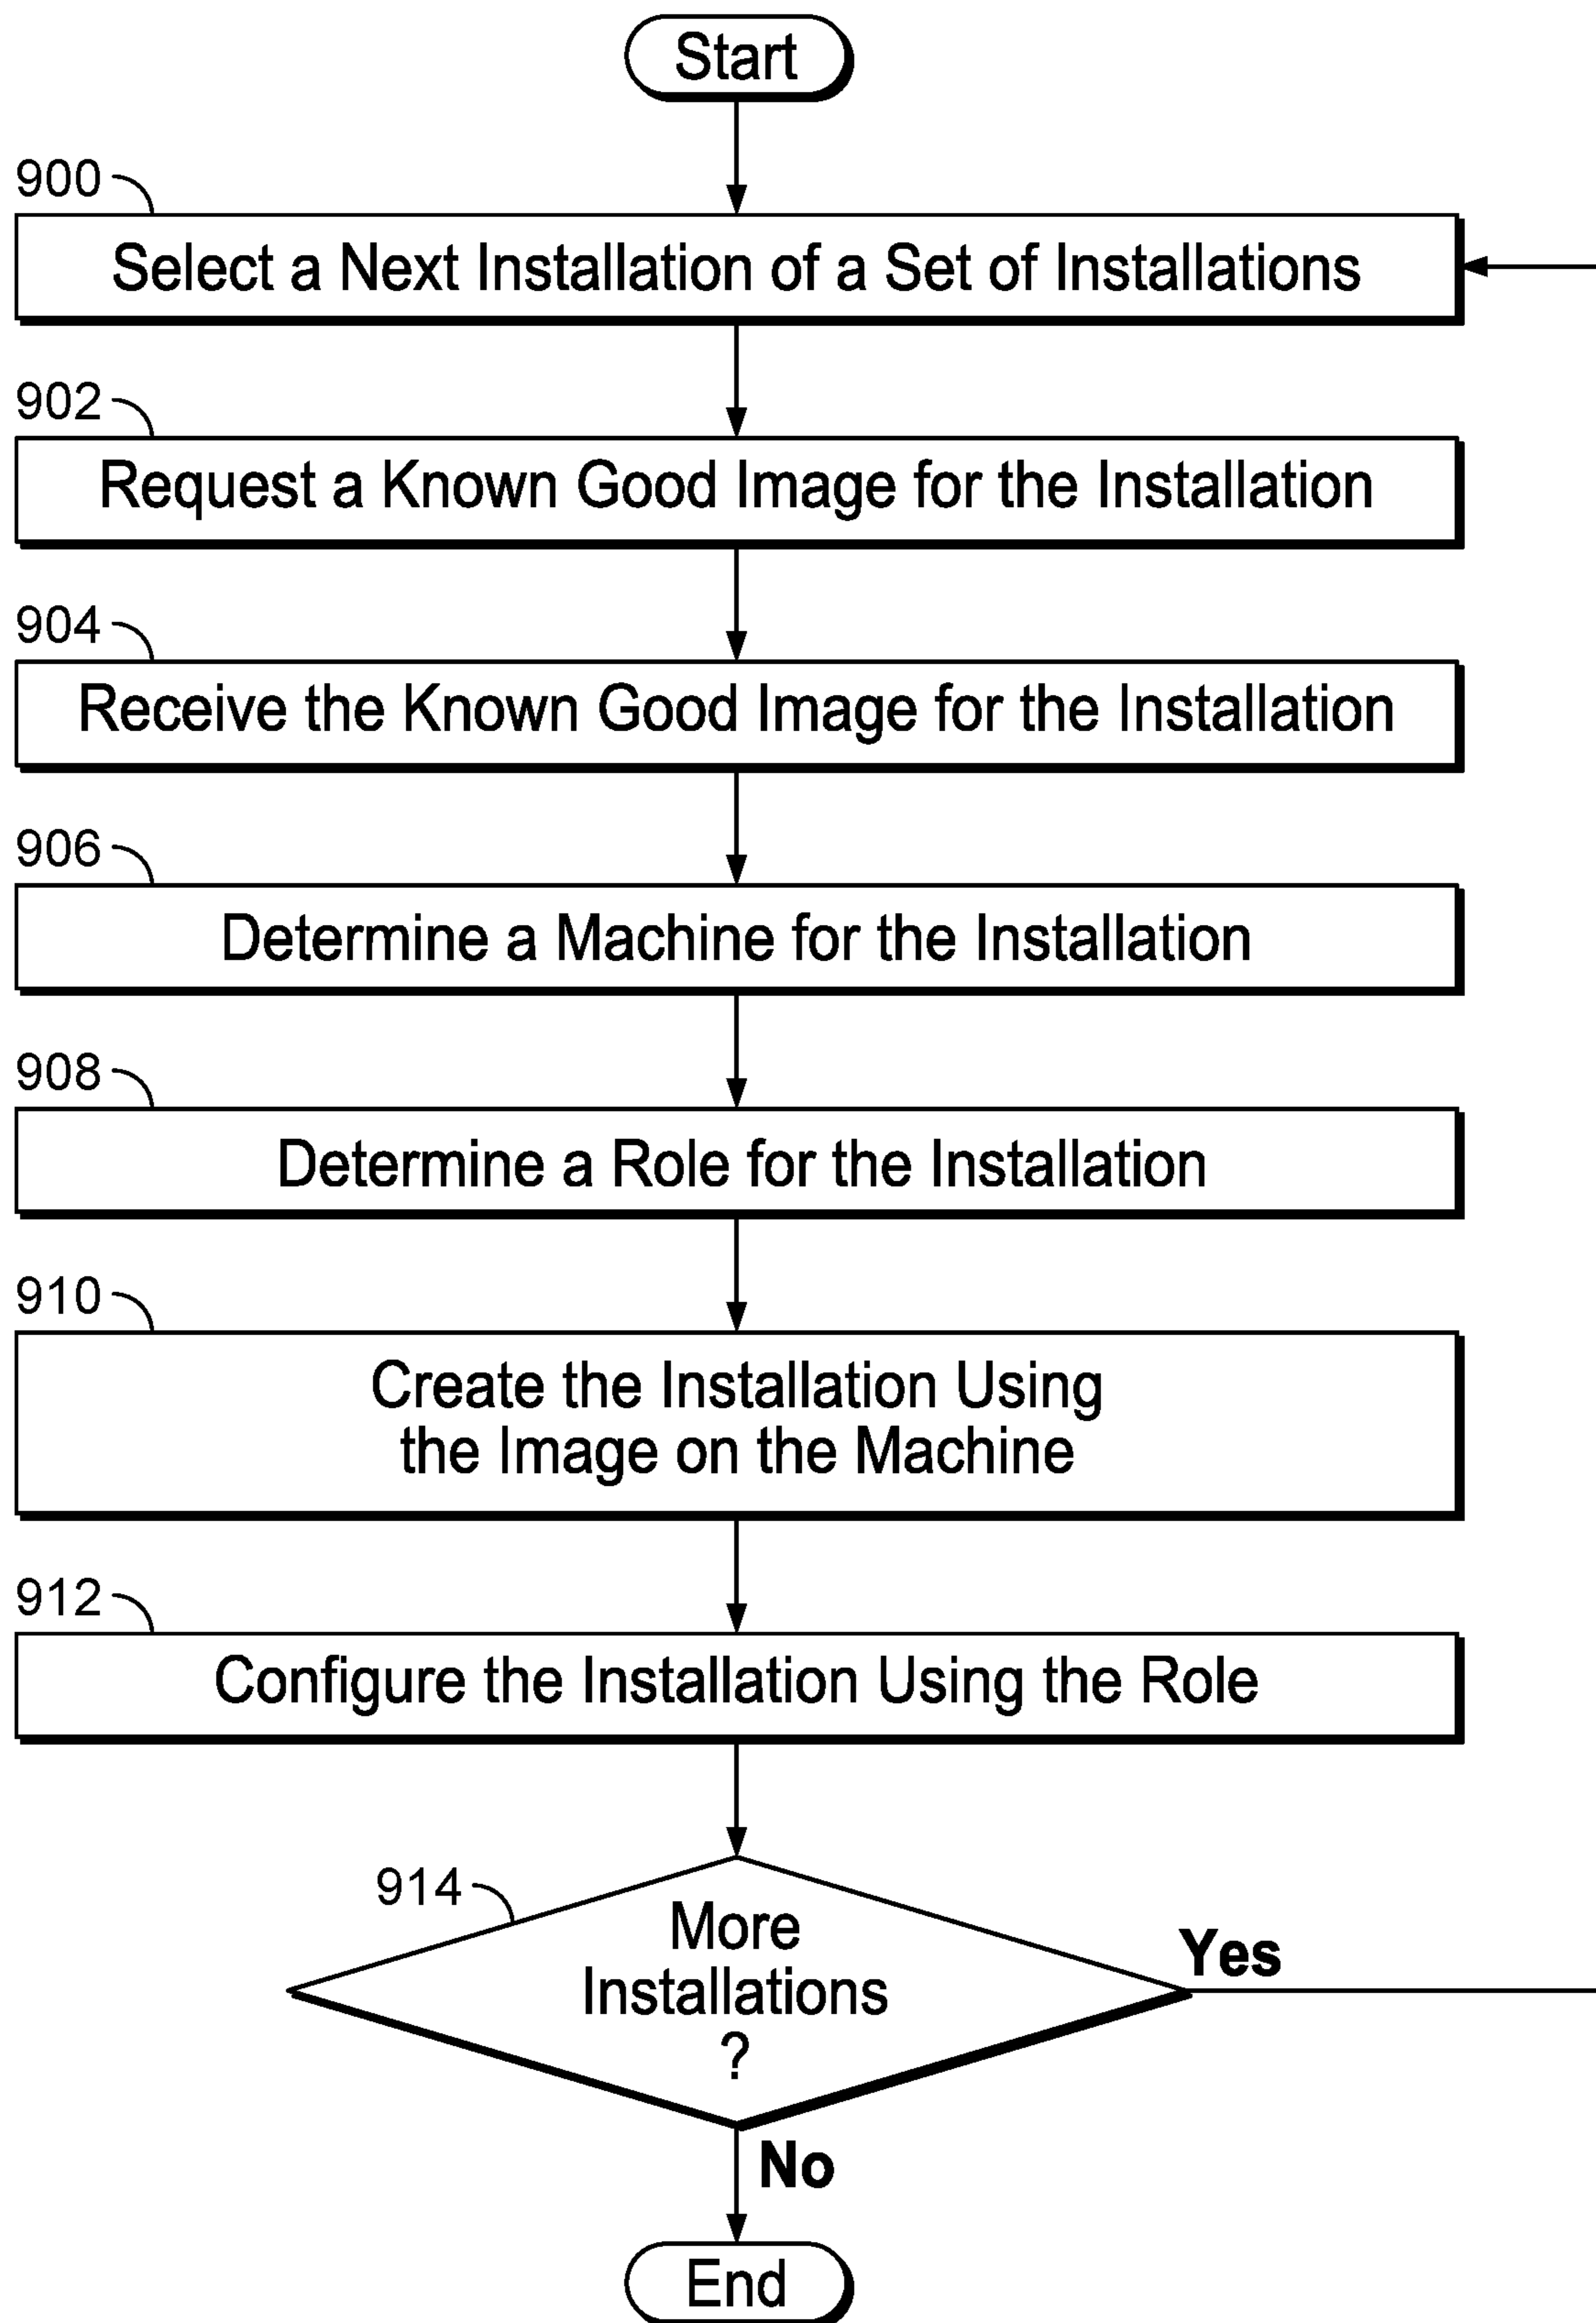 Start
900
Select a Next Installation of a Set of Installations
902
Request a Known Good Image for the Installation
904
Receive the Known Good Image for the Installation
906
Determine a Machine for the Installation
908
Determine a Role for the Installation
910
Create the Installation Using
the Image on the Machine
912
Configure the Installation Using the Role
914
More
Installations
?
Yes
No
End